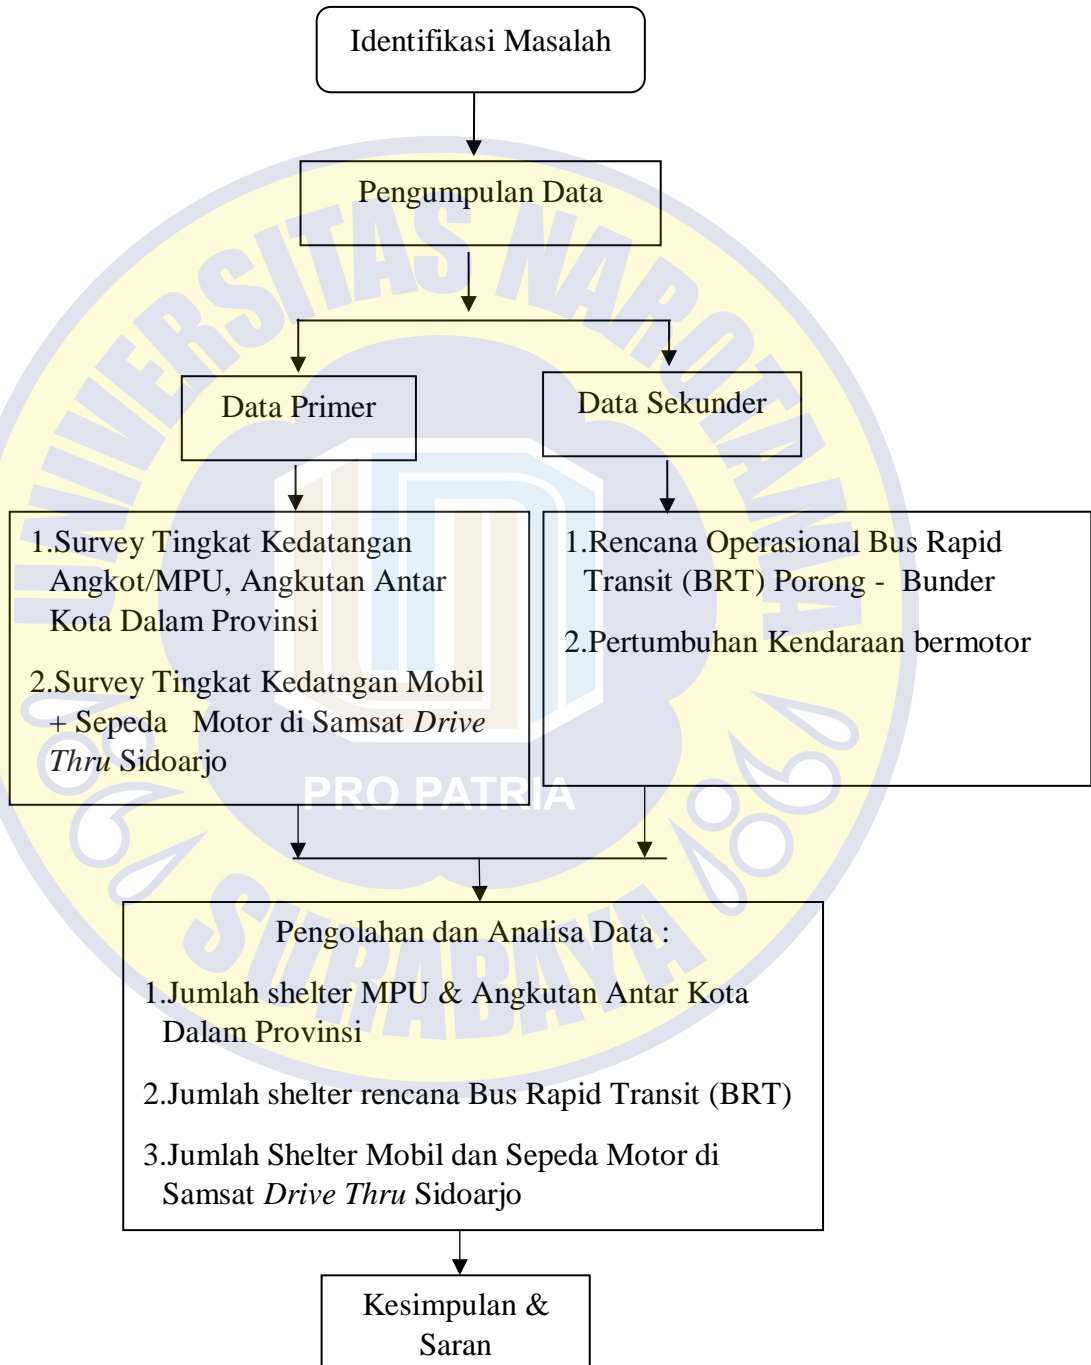 Identifikasi Masalah
Pengumpulan Data
Data Primer
Data Sekunder
1.Survey Tingkat Kedatangan
Angkot/MPU, Angkutan Antar
Kota Dalam Provinsi
2.Survey Tingkat Kedatngan Mobil
+ Sepeda Motor di Samsat Drive
Thru Sidoarjo
1.Rencana Operasional Bus Rapid
Transit (BRT) Porong - Bunder
2.Pertumbuhan Kendaraan bermotor
Pengolahan dan Analisa Data :
1.Jumlah shelter MPU & Angkutan Antar Kota
Dalam Provinsi
2.Jumlah shelter rencana Bus Rapid Transit (BRT)
3.Jumlah Shelter Mobil dan Sepeda Motor di
Samsat Drive Thru Sidoarjo
Kesimpulan &
Saran
UNIVERSITAS NAROTAMA
PRO PATRIA
SURABAYA